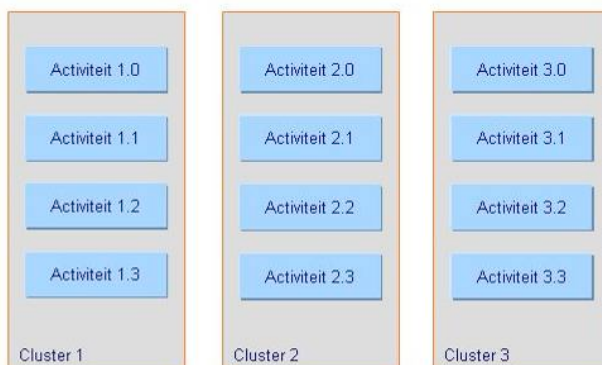 Activiteit 1.0
Activiteit 1.1
Activiteit 1.2
Activiteit 1.3
Cluster 1
Activiteit 2.0
Activiteit 2.1
Activiteit 2.2
Activiteit 2.3
Cluster 2
Activiteit 3.0
Activiteit 3.1
Activiteit 3.2
Activiteit 3.3
Cluster 3